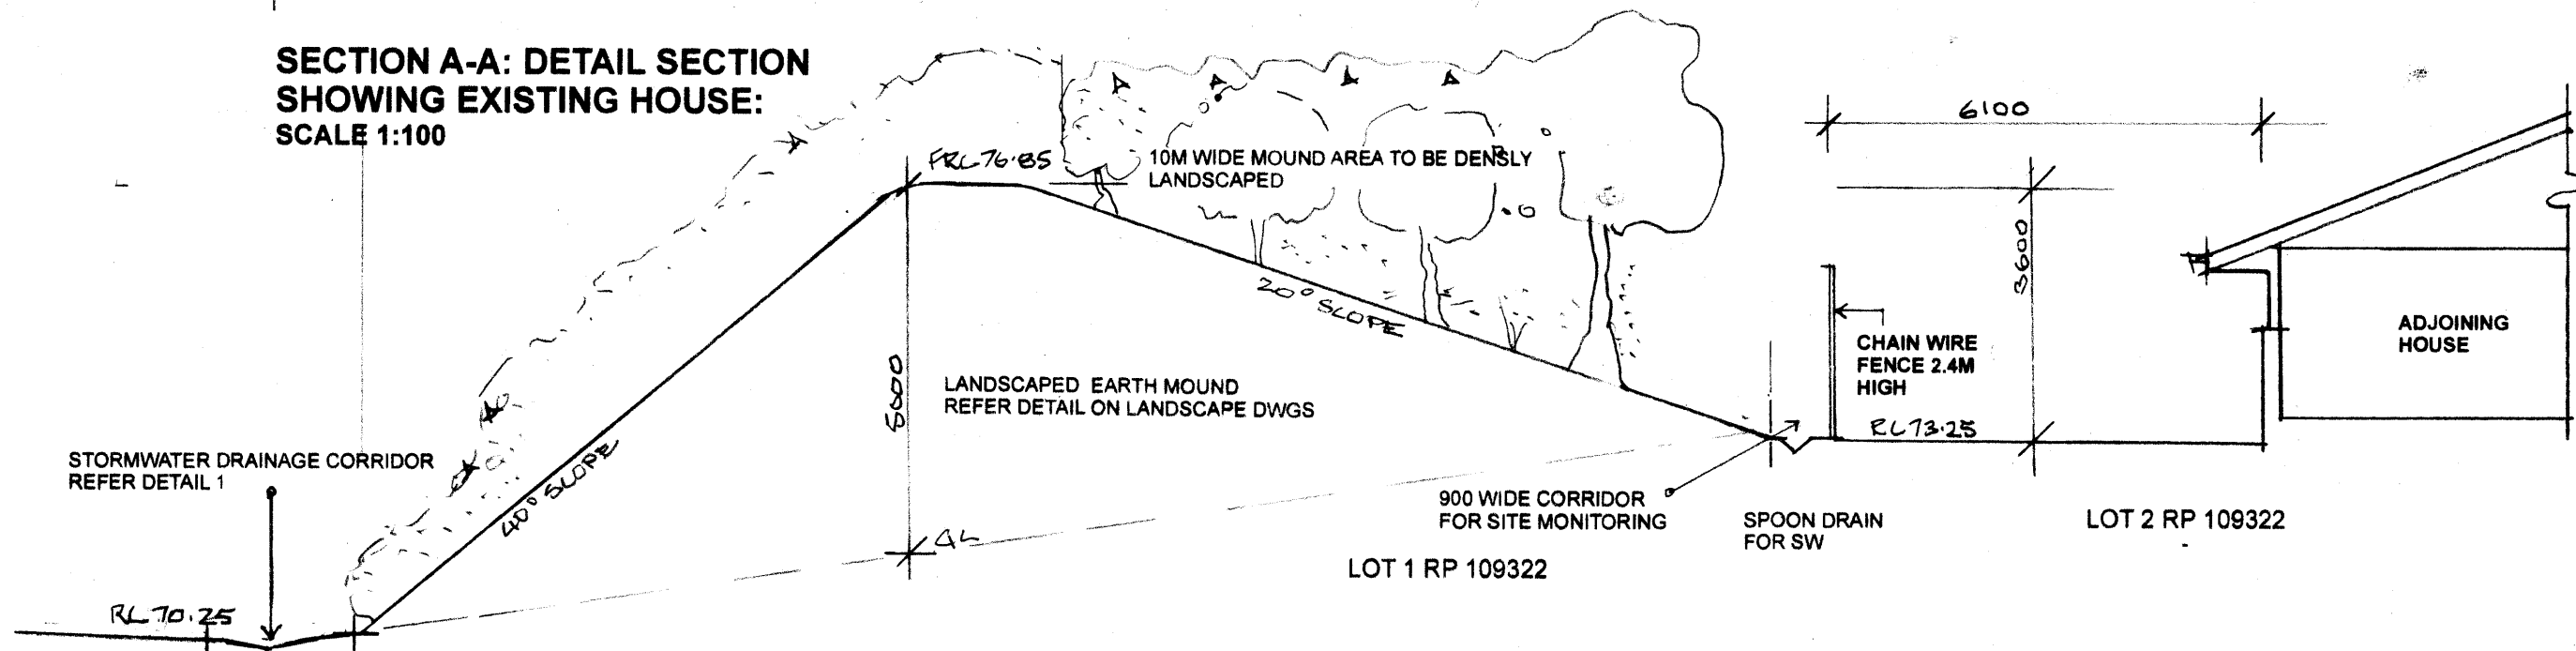 SECTION A-A: DETAIL SECTION
SHOWING EXISTING HOUSE:
SCALE 1:100
FRL 76.85
10M WIDE MOUND AREA TO BE DENSLY
LANDSCAPED
6100
3600
20° SLOPE
CHAIN WIRE
FENCE 2.4M
HIGH
ADJOINING
HOUSE
5000
LANDSCAPED EARTH MOUND
REFER DETAIL ON LANDSCAPE DWGS
RL 73.25
STORMWATER DRAINAGE CORRIDOR
REFER DETAIL 1
40° SLOPE
900 WIDE CORRIDOR
FOR SITE MONITORING
SPOON DRAIN
FOR SW
LOT 2 RP 109322
GL
LOT 1 RP 109322
RL 70.25